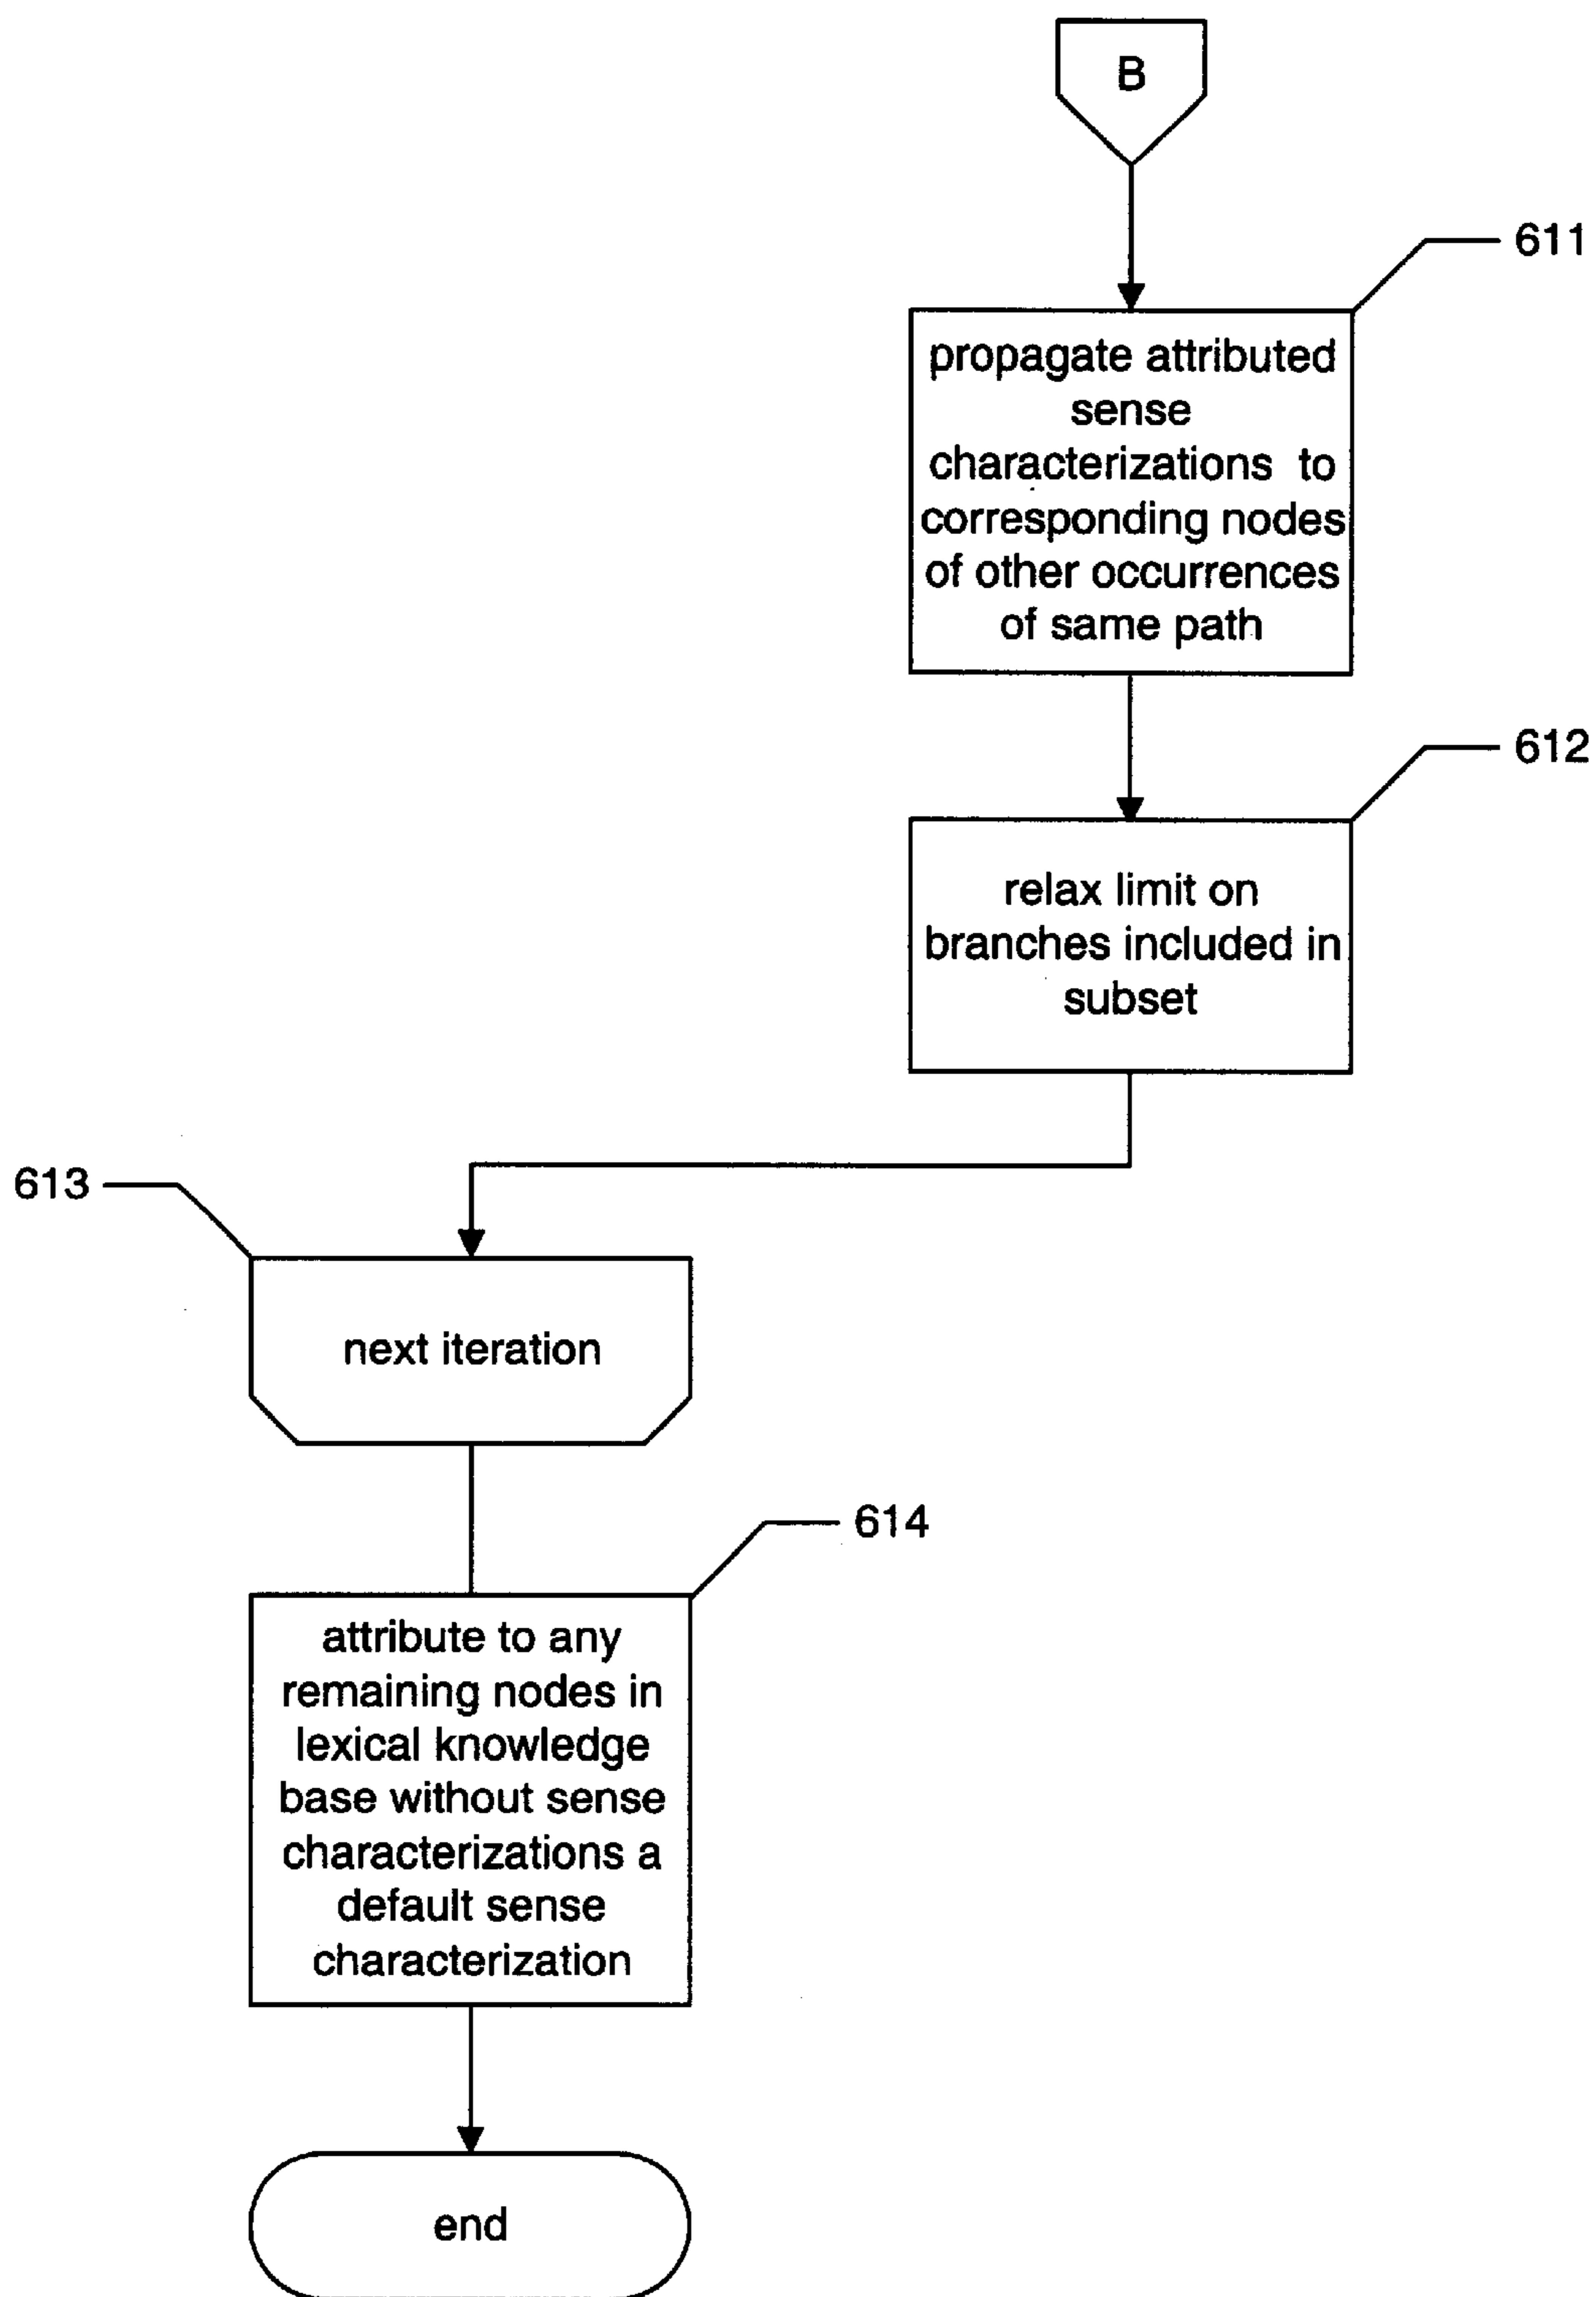 B
611
propagate attributed
sense
characterizations to
corresponding nodes
of other occurrences
of same path
612
relax limit on
branches included in
subset
613
next iteration
614
attribute to any
remaining nodes in
lexical knowledge
base without sense
characterizations a
default sense
characterization
end